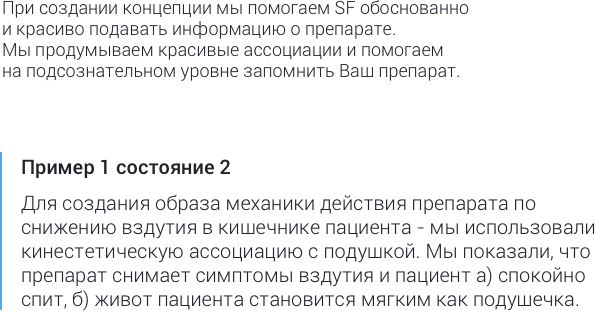 При создании концепции мы помогаем SF обоснованно
и красиво подавать информацию о препарате.
Мы продумываем красивые ассоциации и помогаем
на подсознательном уровне запомнить Ваш препарат.
Пример 1 состояние 2
Для создания образа механики действия препарата по
снижению вздутия в кишечнике пациента - мы использовали
кинестетическую ассоциацию с подушкой. Мы показали, что
препарат снимает симптомы вздутия и пациент а) спокойно
спит, б) живот пациента становится мягким как подушечка.